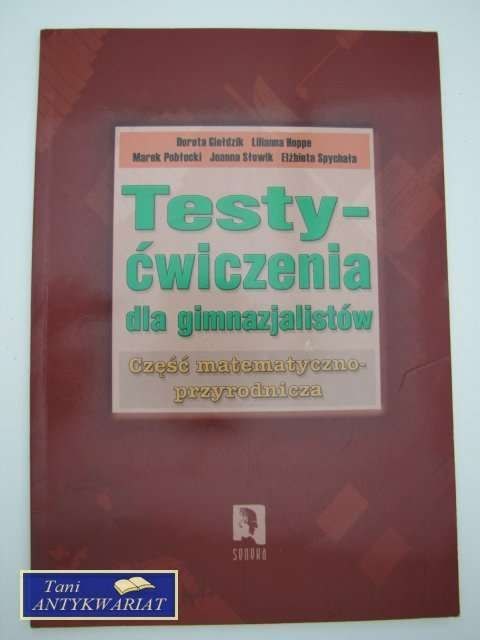 Dorota Giełdzik Lilianna Hoppe
Marek Pobłocki Joanna Słowik Elżbieta Spychała
Testy-
ćwiczenia
dla gimnazjalistów
Część matematyczno-
przyrodnicza
SENEKA
Tani
ANTYKWARIAT